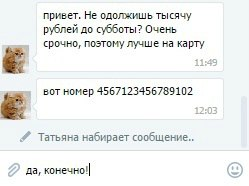 привет. Не одолжишь тысячу
рублей до субботы? Очень
срочно, поэтому лучше на карту
11:49
вот номер 4567123456789102
12:03
Татьяна набирает сообщение..
да, конечно!